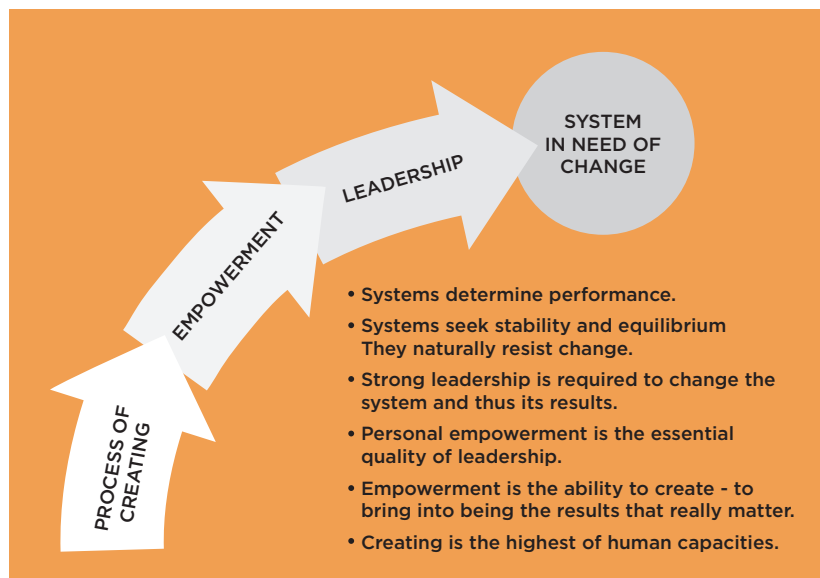 SYSTEM
IN NEED OF
CHANGE
LEADERSHIP
EMPOWERMENT
PROCESS OF
CREATING
• Systems determine performance.
• Systems seek stability and equilibrium
They naturally resist change.
• Strong leadership is required to change the
system and thus its results.
• Personal empowerment is the essential
quality of leadership.
• Empowerment is the ability to create - to
bring into being the results that really matter.
• Creating is the highest of human capacities.